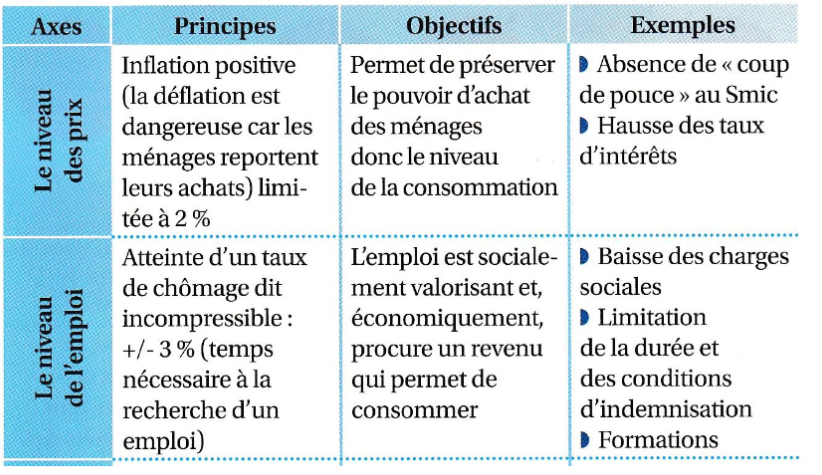 Axes
Principes
Objectifs
Exemples
Le niveau
des prix
Inflation positive
(la déflation est
dangereuse car les
ménages reportent
leurs achats) limi-
tée à 2 %
Permet de préserver
le pouvoir d'achat
des ménages
donc le niveau
de la consommation
◗ Absence de « coup
de pouce » au Smic
◗ Hausse des taux
d'intérêts
Le niveau
de l'emploi
Atteinte d'un taux
de chômage dit
incompressible :
+/- 3 % (temps
nécessaire à la
recherche d'un
emploi)
L'emploi est sociale-
ment valorisant et,
économiquement,
procure un revenu
qui permet de
consommer
◗ Baisse des charges
sociales
◗ Limitation
de la durée et
des conditions
d'indemnisation
◗ Formations